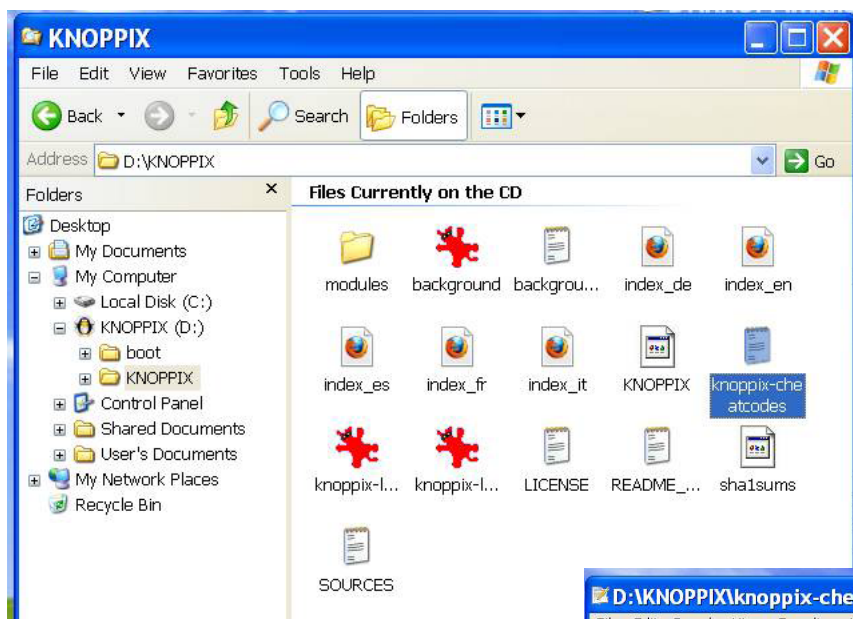 KNOPPIX
File Edit View Favorites Tools Help
Back Search Folders
Address D:\KNOPPIX Go
Folders x
Files Currently on the CD
Desktop
My Documents
My Computer
Local Disk (C:)
KNOPPIX (D:)
boot
KNOPPIX
Control Panel
Shared Documents
User's Documents
My Network Places
Recycle Bin
modules background backgrou... index_de index_en
index_es index_fr index_it KNOPPIX knoppix-che
atcodes
knoppix-l... knoppix-l... LICENSE README_... sha1sums
SOURCES
D:\KNOPPIX\knoppix-che